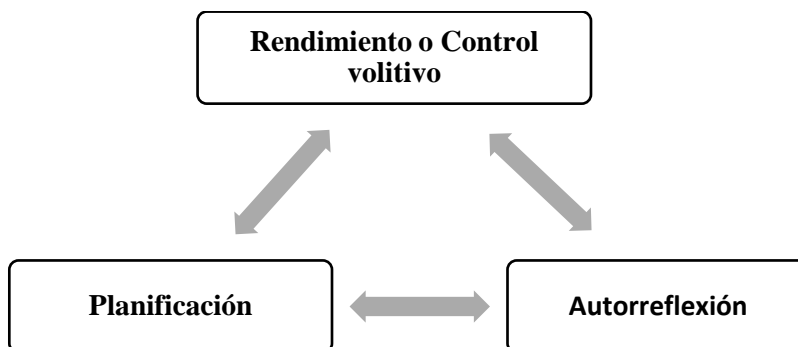 Rendimiento o Control
volitivo
Planificación
Autorreflexión